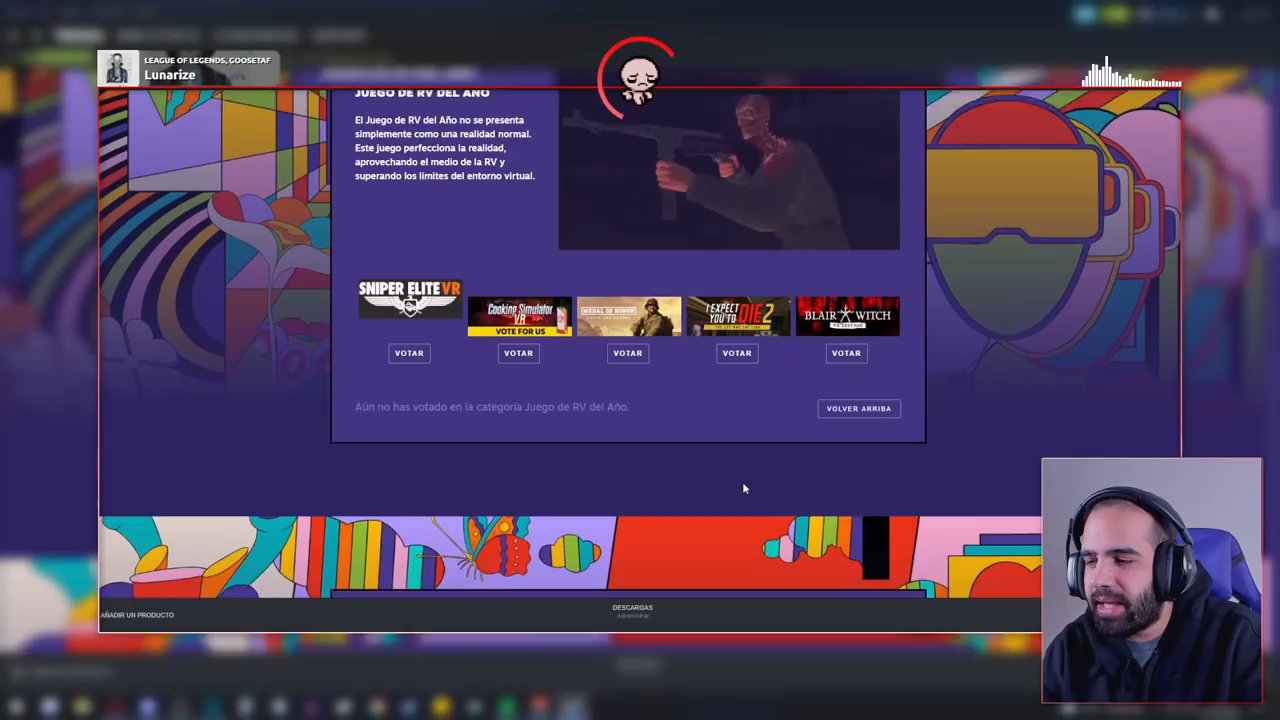 LEAGUE OF LEGENDS, GOOSETAF
Lunarize
JUEGO DE RV DEL AÑO
El Juego de RV del Año no se presenta
simplemente como una realidad normal.
Este juego perfecciona la realidad,
aprovechando el medio de la RV y
superando los límites del entorno virtual.
SNIPER ELITE VR
Cooking Simulator
VR
VOTE FOR US
MEDAL OF HONOR
I EXPECT
YOU TO DIE 2
BLAIR WITCH
VR EDITION
VOTAR
VOTAR
VOTAR
VOTAR
VOTAR
Aún no has votado en la categoría Juego de RV del Año.
VOLVER ARRIBA
AÑADIR UN PRODUCTO
DESCARGAS
Administrar